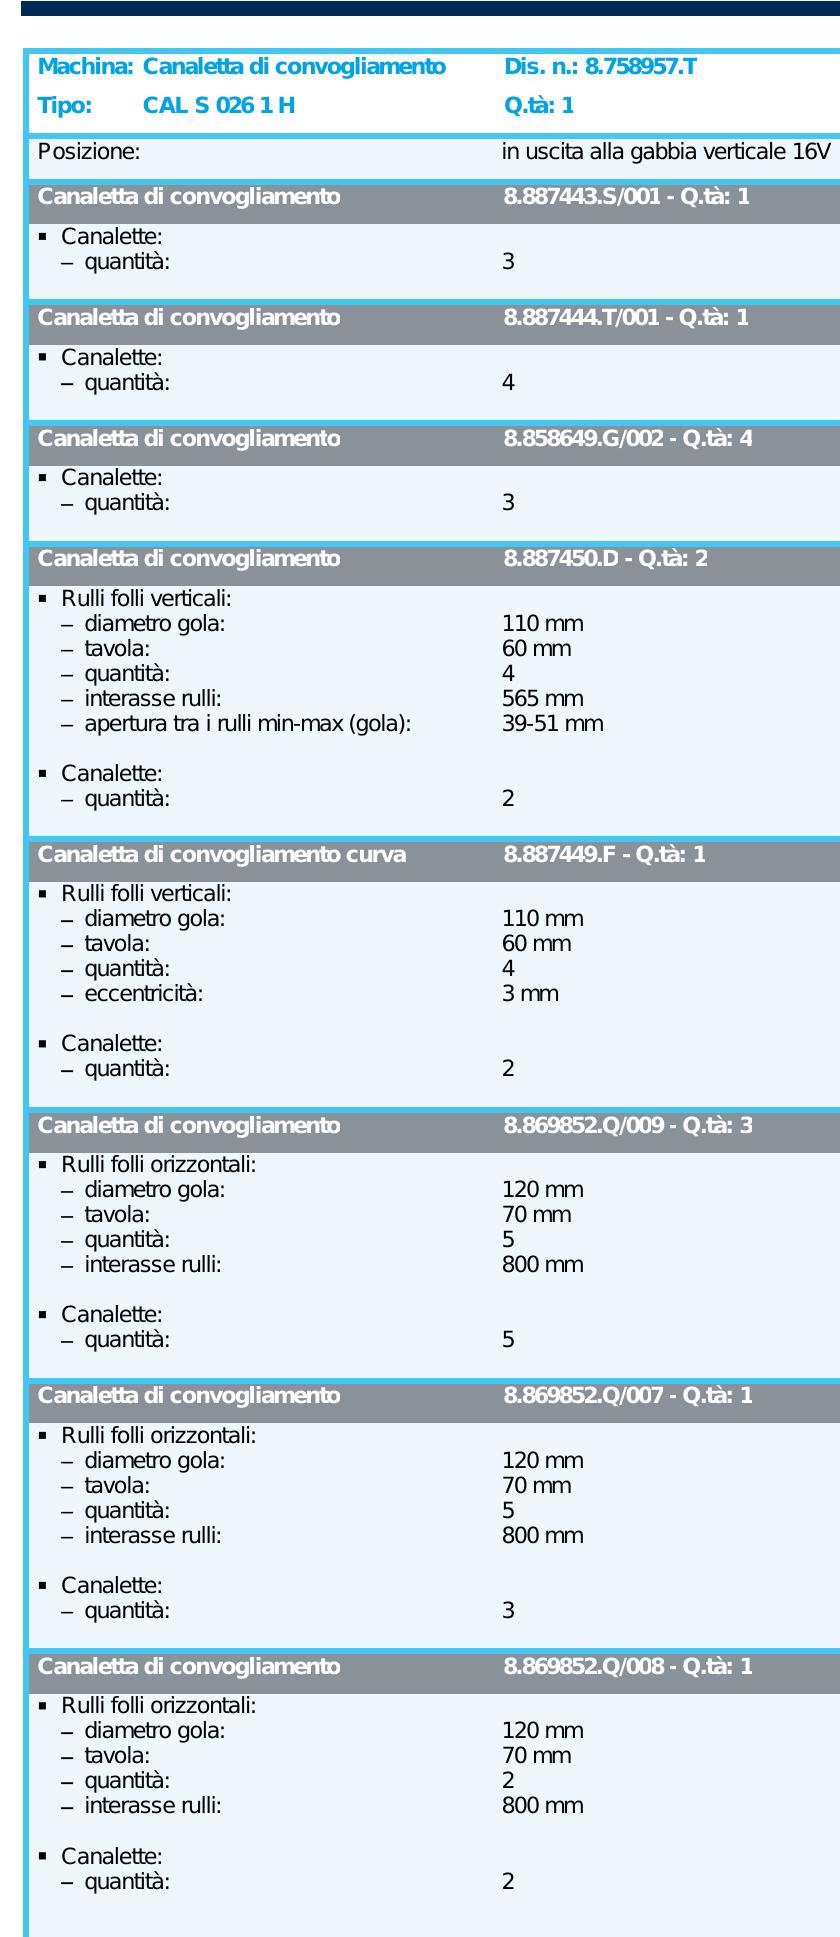 Machina: Canaletta di convogliamento Dis. n.: 8.758957.T
Tipo: CAL S 026 1 H Q.tà: 1
Posizione: in uscita alla gabbia verticale 16V
Canaletta di convogliamento 8.887443.S/001 - Q.tà: 1
▪ Canalette:
– quantità: 3
Canaletta di convogliamento 8.887444.T/001 - Q.tà: 1
▪ Canalette:
– quantità: 4
Canaletta di convogliamento 8.858649.G/002 - Q.tà: 4
▪ Canalette:
– quantità: 3
Canaletta di convogliamento 8.887450.D - Q.tà: 2
▪ Rulli folli verticali:
– diametro gola: 110 mm
– tavola: 60 mm
– quantità: 4
– interasse rulli: 565 mm
– apertura tra i rulli min-max (gola): 39-51 mm
▪ Canalette:
– quantità: 2
Canaletta di convogliamento curva 8.887449.F - Q.tà: 1
▪ Rulli folli verticali:
– diametro gola: 110 mm
– tavola: 60 mm
– quantità: 4
– eccentricità: 3 mm
▪ Canalette:
– quantità: 2
Canaletta di convogliamento 8.869852.Q/009 - Q.tà: 3
▪ Rulli folli orizzontali:
– diametro gola: 120 mm
– tavola: 70 mm
– quantità: 5
– interasse rulli: 800 mm
▪ Canalette:
– quantità: 5
Canaletta di convogliamento 8.869852.Q/007 - Q.tà: 1
▪ Rulli folli orizzontali:
– diametro gola: 120 mm
– tavola: 70 mm
– quantità: 5
– interasse rulli: 800 mm
▪ Canalette:
– quantità: 3
Canaletta di convogliamento 8.869852.Q/008 - Q.tà: 1
▪ Rulli folli orizzontali:
– diametro gola: 120 mm
– tavola: 70 mm
– quantità: 2
– interasse rulli: 800 mm
▪ Canalette:
– quantità: 2